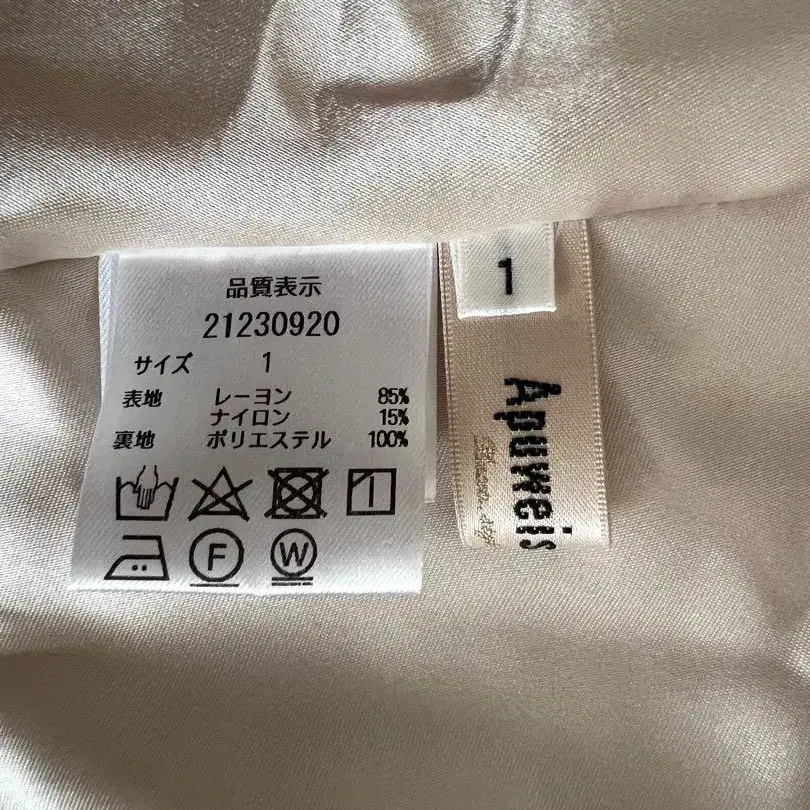 品質表示
21230920
サイズ 1
表地 レーヨン 85%
ナイロン 15%
裏地 ポリエステル 100%
F W
1
Apuweis